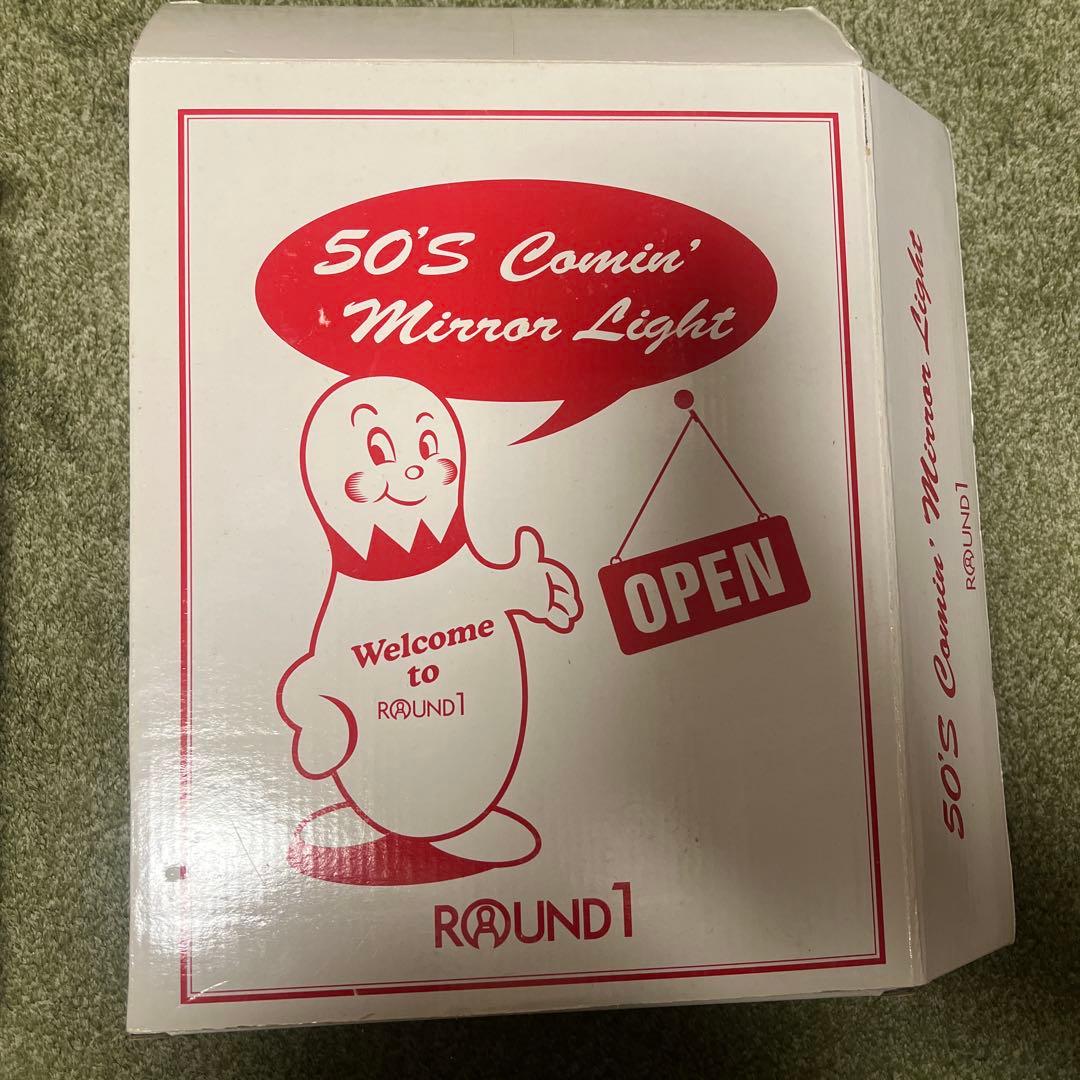 50'S Comin'
Mirror Light
OPEN
Welcome
to
ROUND1
ROUND1
50'S Comin' Mirror Light
ROUND1